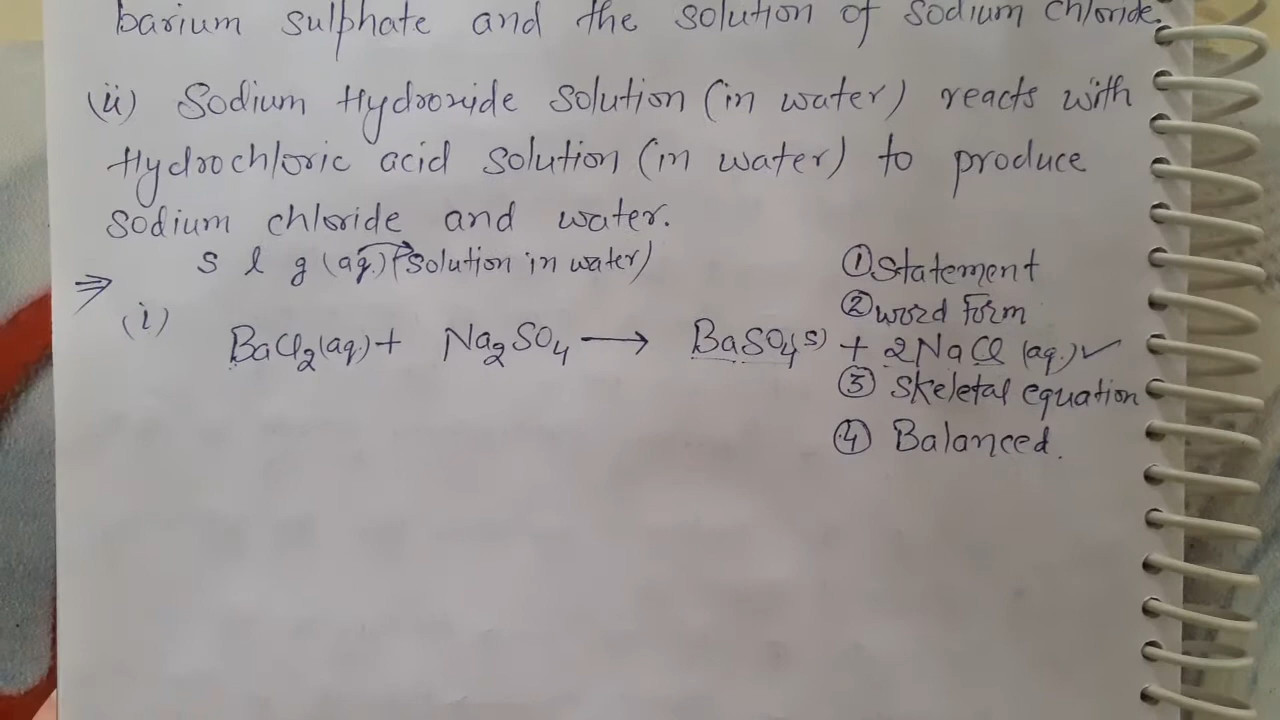 barium sulphate and the solution of sodium chloride.
(ii) Sodium Hydroxide solution (in water) reacts with
Hydrochloric acid solution (in water) to produce
sodium chloride and water.
s l g (aq.) (solution in water)
① Statement
② word Form
⇒
(i) BaCl₂(aq.) + Na₂SO₄ ⟶ BaSO₄(s) + 2NaCl (aq.) ✓
③ Skeletal equation
④ Balanced.